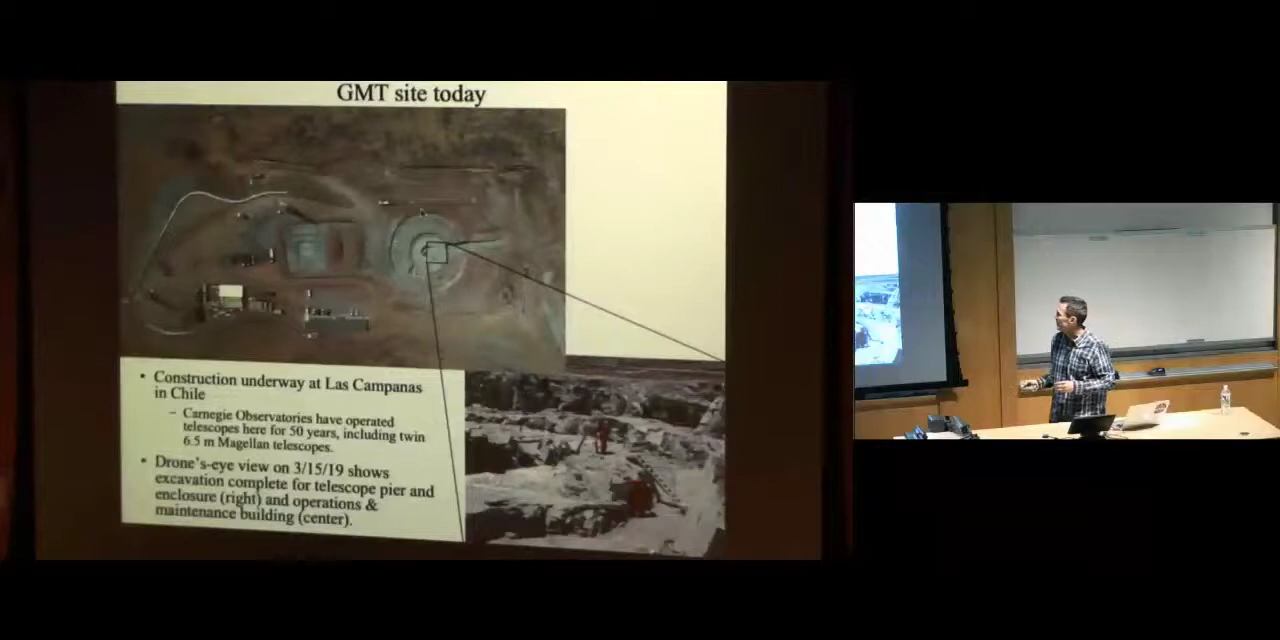 GMT site today
• Construction underway at Las Campanas
in Chile
– Carnegie Observatories have operated
telescopes here for 50 years, including twin
6.5 m Magellan telescopes.
• Drone's-eye view on 3/15/19 shows
excavation complete for telescope pier and
enclosure (right) and operations &
maintenance building (center).